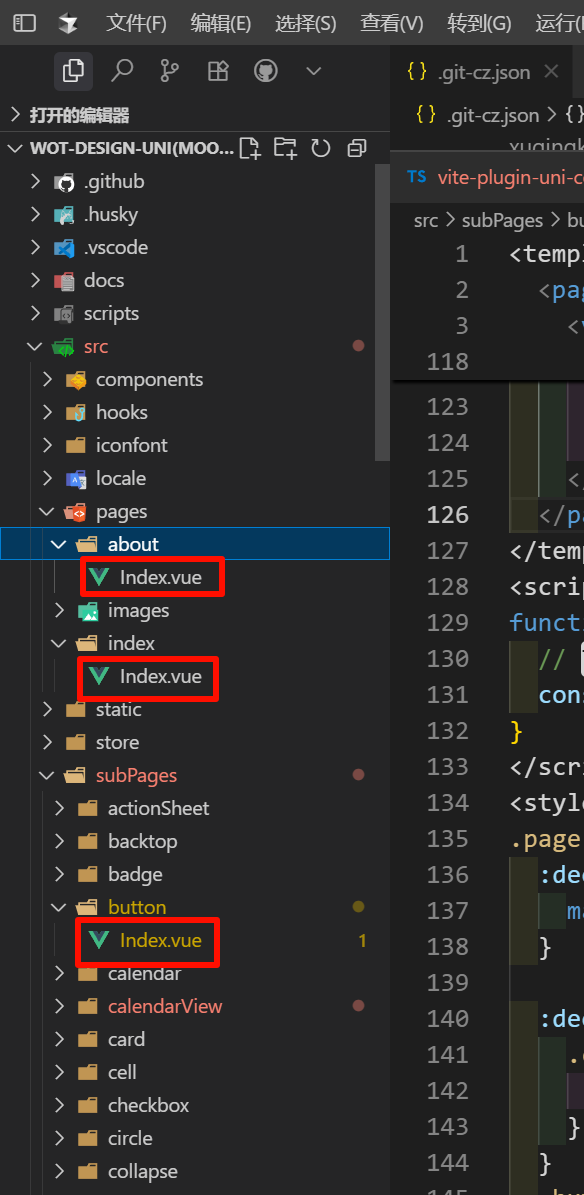 文件(F) 编辑(E) 选择(S) 查看(V) 转到(G) 运行(
{} .git-cz.json
打开的编辑器
{} .git-cz.json > {}
WOT-DESIGN-UNI(MOO...
xuqingk
.github
TS vite-plugin-uni-c
.husky
src > subPages > bu
.vscode
1 <temp
docs
2 <pag
scripts
3 <
src
118
components
123
hooks
124
iconfont
125 </
locale
126 </pa
pages
127 </temp
about
128 <scrip
Index.vue
129 functi
images
130 //
index
131 cons
Index.vue
132 }
static
133 </scri
store
134 <style
subPages
135 .page
actionSheet
136 :dee
backtop
137 ma
badge
138 }
button
139
Index.vue 1
140 :dee
calendar
141 .
calendarView
142
card
143 }
cell
144 }
checkbox
circle
collapse